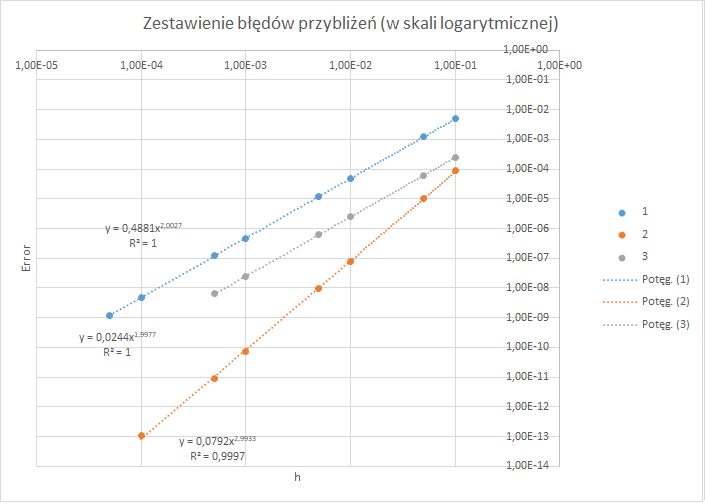 Zestawienie błędów przybliżeń (w skali logarytmicznej)
1,00E+00
1,00E-05 1,00E-04 1,00E-03 1,00E-02 1,00E-01 1,00E+00
1,00E-01
1,00E-02
1,00E-03
1,00E-04
1,00E-05
1,00E-06
1,00E-07
1,00E-08
1,00E-09
1,00E-10
1,00E-11
1,00E-12
1,00E-13
1,00E-14
Error
h
y = 0,4881x^2,0027
R² = 1
y = 0,0244x^1,9977
R² = 1
y = 0,0792x^2,9933
R² = 0,9997
1
2
3
Potęg. (1)
Potęg. (2)
Potęg. (3)